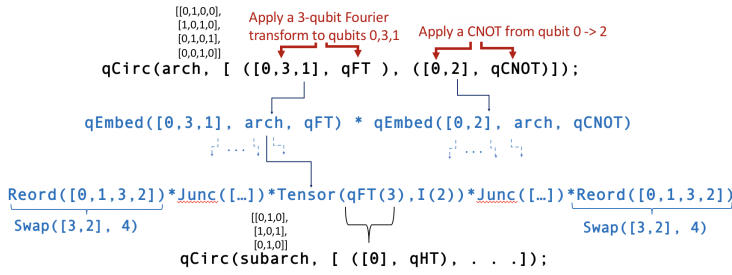 [[0,1,0,0],
[1,0,1,0],
[0,1,0,1],
[0,0,1,0]]
Apply a 3-qubit Fourier
transform to qubits 0,3,1
Apply a CNOT from qubit 0 -> 2
qCirc(arch, [ ([0,3,1], qFT ), ([0,2], qCNOT)]);
qEmbed([0,3,1], arch, qFT) * qEmbed([0,2], arch, qCNOT)
... ...
Reord([0,1,3,2])*Junc([…])*Tensor(qFT(3),I(2))*Junc([…])*Reord([0,1,3,2])
Swap([3,2], 4) Swap([3,2], 4)
[[0,1,0],
[1,0,1],
[0,1,0]]
qCirc(subarch, [ ([0], qHT), . . .]);